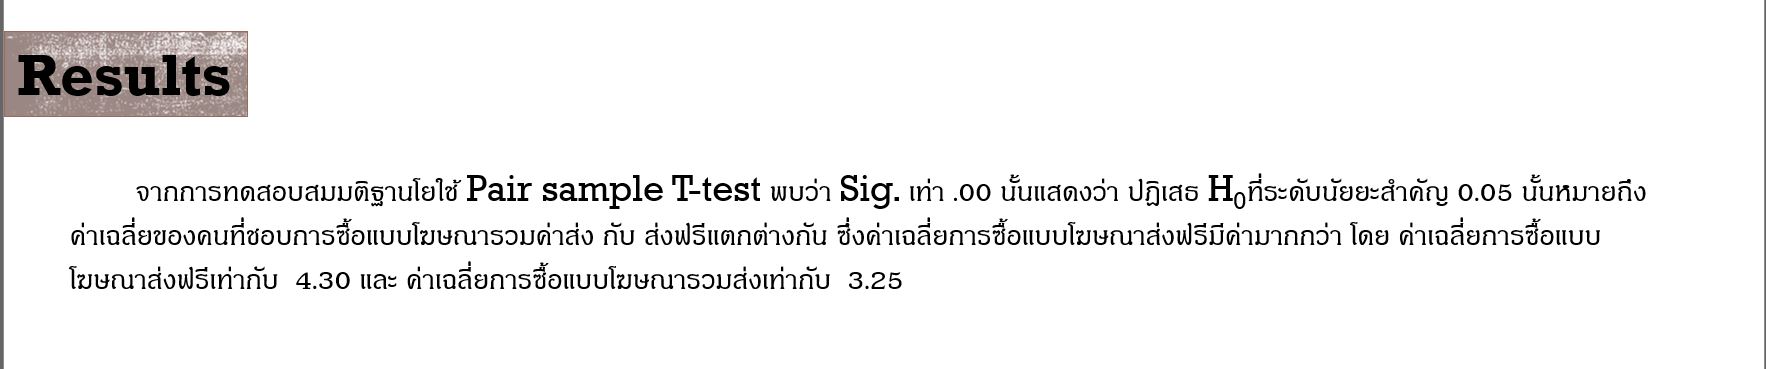 Results
จากการทดสอบสมมติฐานโยใช้ Pair sample T-test พบว่า Sig. เท่า .00 นั้นแสดงว่า ปฏิเสธ H₀ที่ระดับนัยยะสำคัญ 0.05 นั้นหมายถึง
ค่าเฉลี่ยของคนที่ชอบการซื้อแบบโฆษณารวมค่าส่ง กับ ส่งฟรีแตกต่างกัน ซึ่งค่าเฉลี่ยการซื้อแบบโฆษณาส่งฟรีมีค่ามากกว่า โดย ค่าเฉลี่ยการซื้อแบบ
โฆษณาส่งฟรีเท่ากับ 4.30 และ ค่าเฉลี่ยการซื้อแบบโฆษณารวมส่งเท่ากับ 3.25